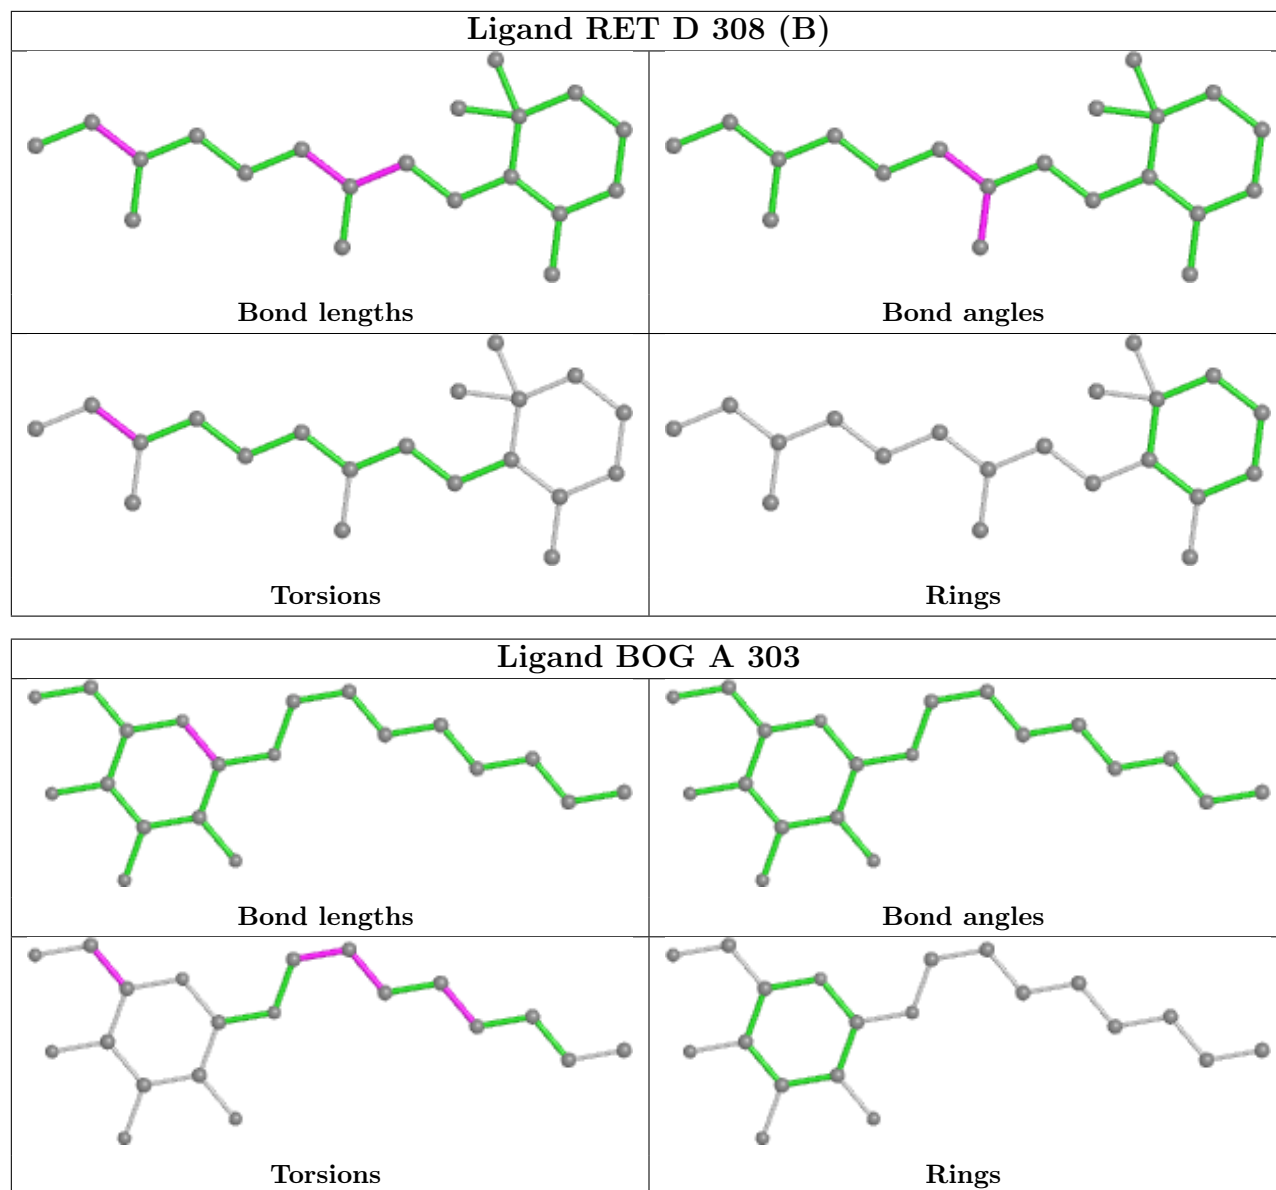 Ligand RET D 308 (B)
Bond lengths
Bond angles
Torsions
Rings
Ligand BOG A 303
Bond lengths
Bond angles
Torsions
Rings